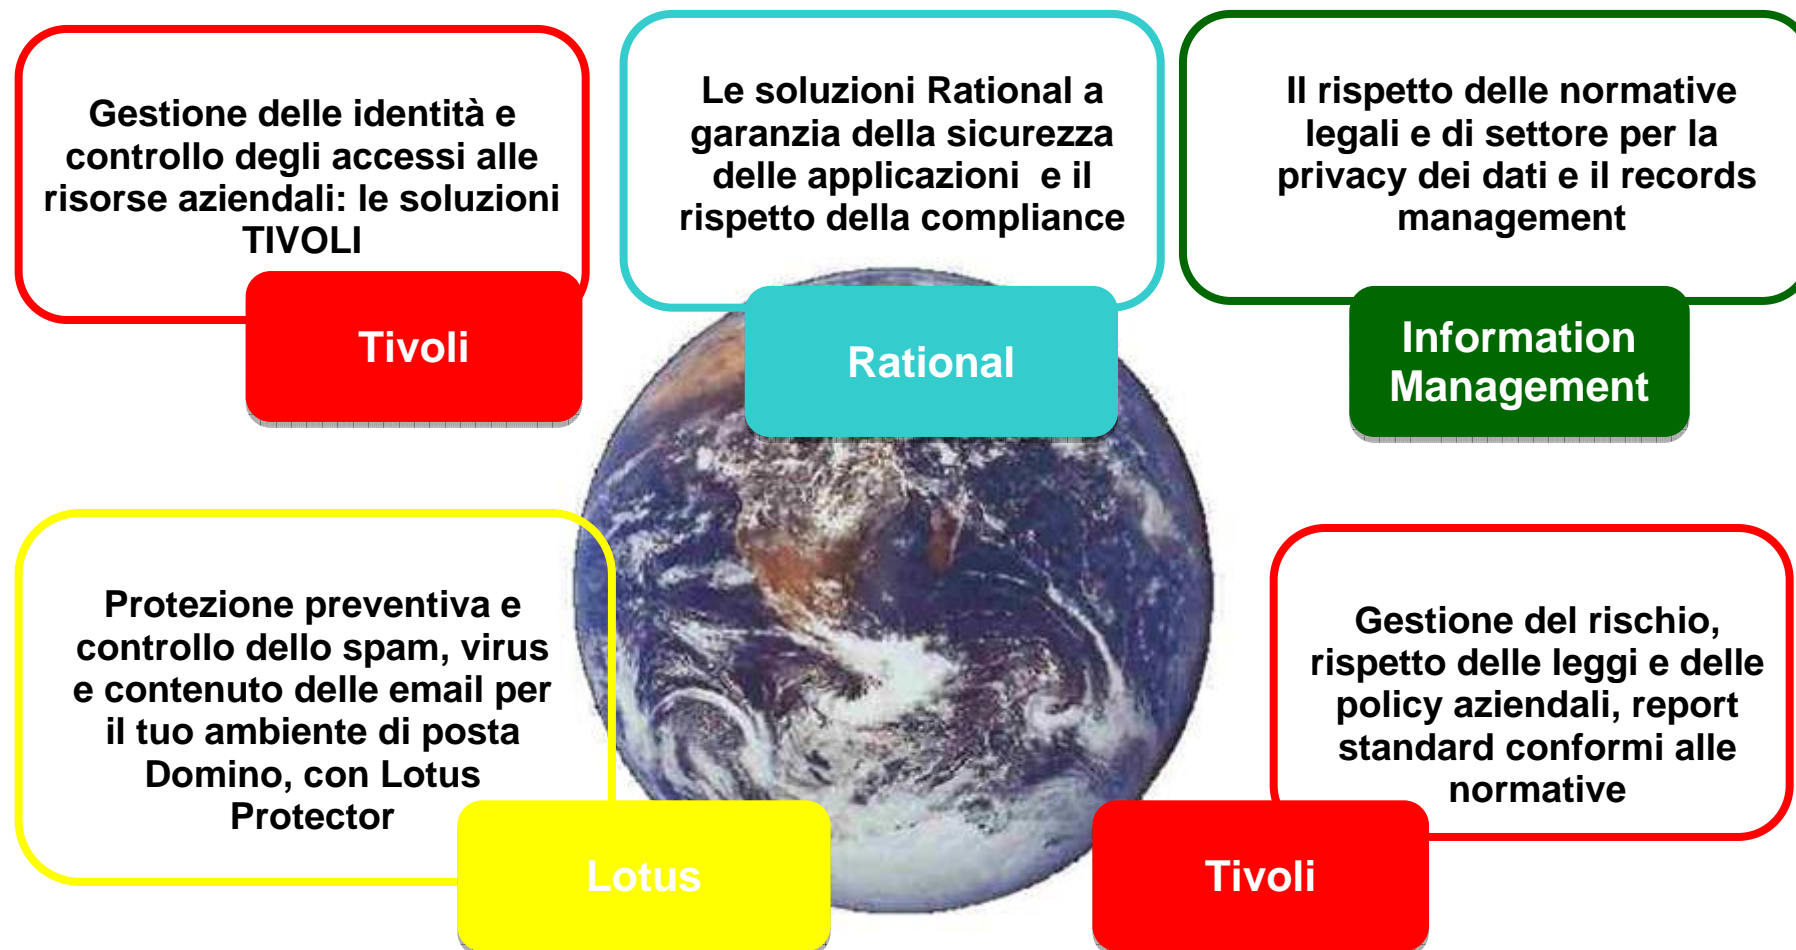 Gestione delle identità e
controllo degli accessi alle
risorse aziendali: le soluzioni
TIVOLI
Tivoli
Le soluzioni Rational a
garanzia della sicurezza
delle applicazioni e il
rispetto della compliance
Rational
Il rispetto delle normative
legali e di settore per la
privacy dei dati e il records
management
Information
Management
Protezione preventiva e
controllo dello spam, virus
e contenuto delle email per
il tuo ambiente di posta
Domino, con Lotus
Protector
Lotus
Gestione del rischio,
rispetto delle leggi e delle
policy aziendali, report
standard conformi alle
normative
Tivoli